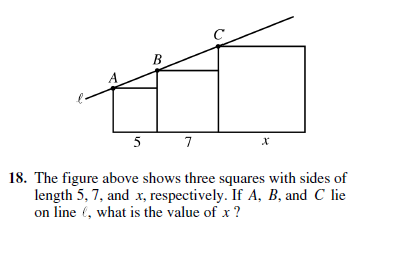 C
B
A
ℓ
5 7 x
18. The figure above shows three squares with sides of
length 5, 7, and x, respectively. If A, B, and C lie
on line ℓ, what is the value of x ?